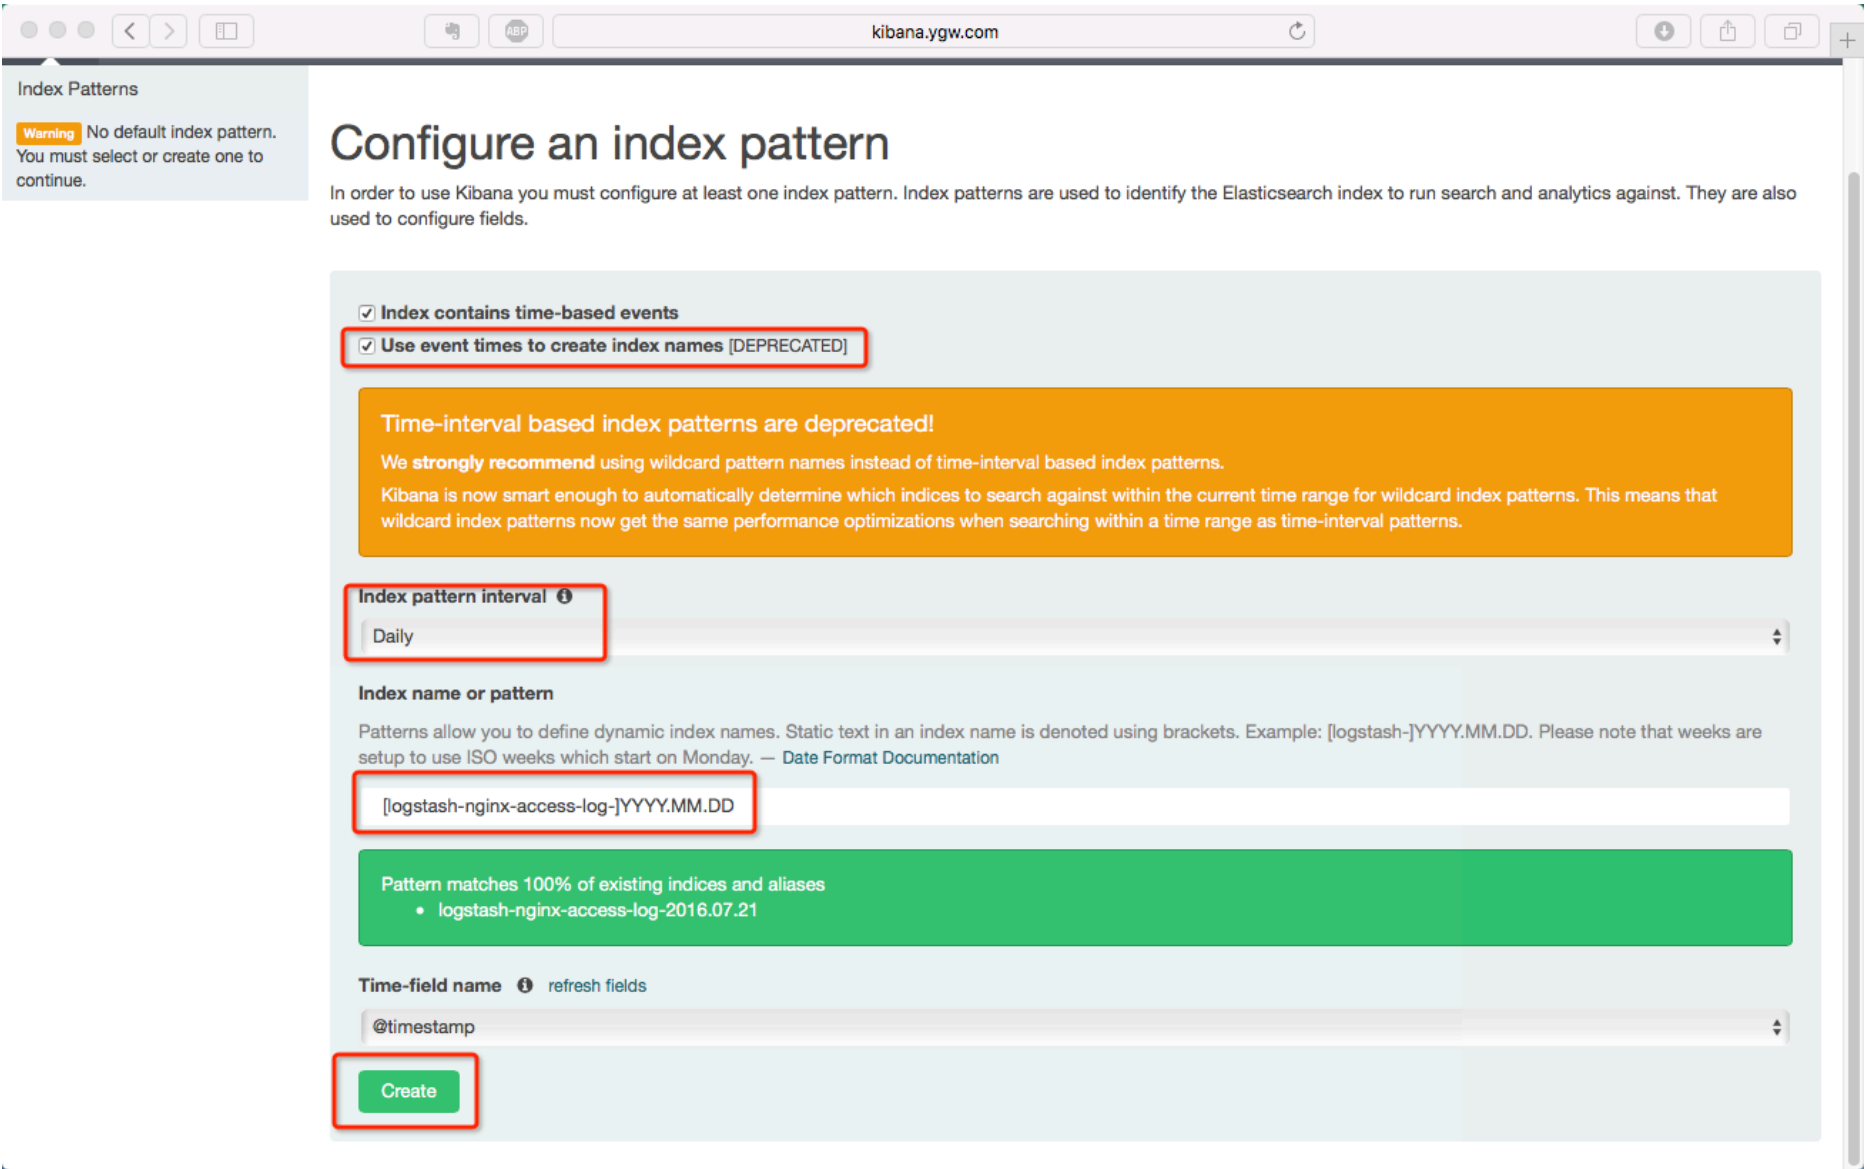 ABP
kibana.ygw.com
Index Patterns
Warning No default index pattern.
You must select or create one to
continue.
Configure an index pattern
In order to use Kibana you must configure at least one index pattern. Index patterns are used to identify the Elasticsearch index to run search and analytics against. They are also
used to configure fields.
Index contains time-based events
Use event times to create index names [DEPRECATED]
Time-interval based index patterns are deprecated!
We strongly recommend using wildcard pattern names instead of time-interval based index patterns.
Kibana is now smart enough to automatically determine which indices to search against within the current time range for wildcard index patterns. This means that
wildcard index patterns now get the same performance optimizations when searching within a time range as time-interval patterns.
Index pattern interval
Daily
Index name or pattern
Patterns allow you to define dynamic index names. Static text in an index name is denoted using brackets. Example: [logstash-]YYYY.MM.DD. Please note that weeks are
setup to use ISO weeks which start on Monday. — Date Format Documentation
[logstash-nginx-access-log-]YYYY.MM.DD
Pattern matches 100% of existing indices and aliases
• logstash-nginx-access-log-2016.07.21
Time-field name refresh fields
@timestamp
Create